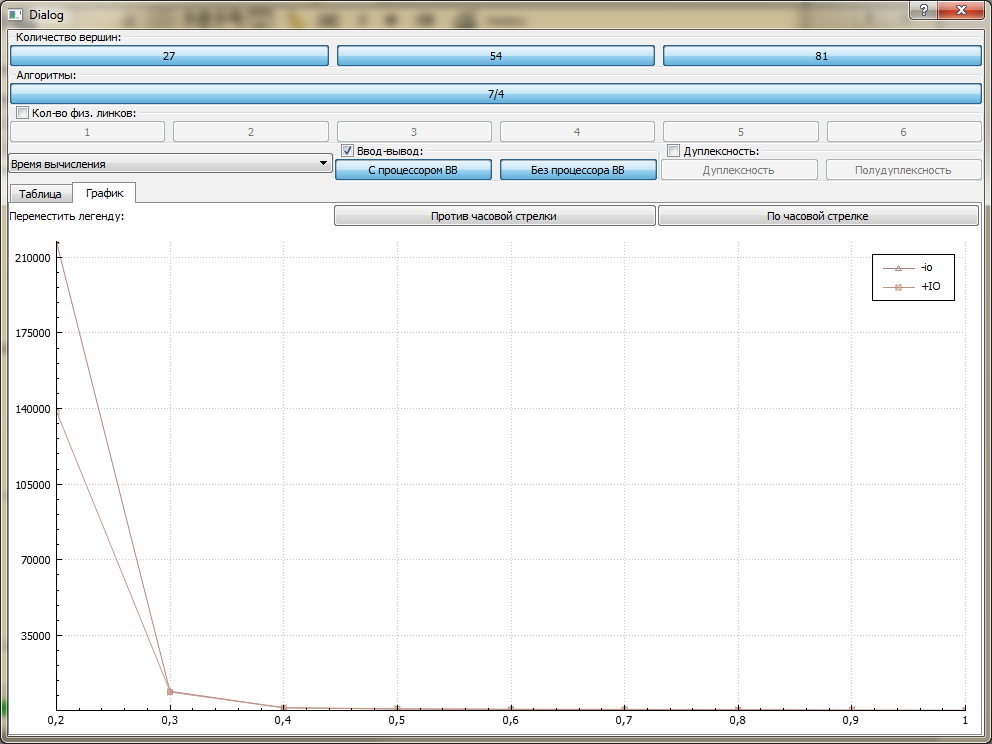 Dialog
Количество вершин:
27 54 81
Алгоритмы:
7/4
Кол-во физ. линков:
1 2 3 4 5 6
Время вычисления
Ввод-вывод:
С процессором ВВ Без процессора ВВ
Дуплексность:
Дуплексность Полудуплексность
Таблица График
Переместить легенду:
Против часовой стрелки По часовой стрелке
-io
+IO
210000
175000
140000
105000
70000
35000
0,2 0,3 0,4 0,5 0,6 0,7 0,8 0,9 1